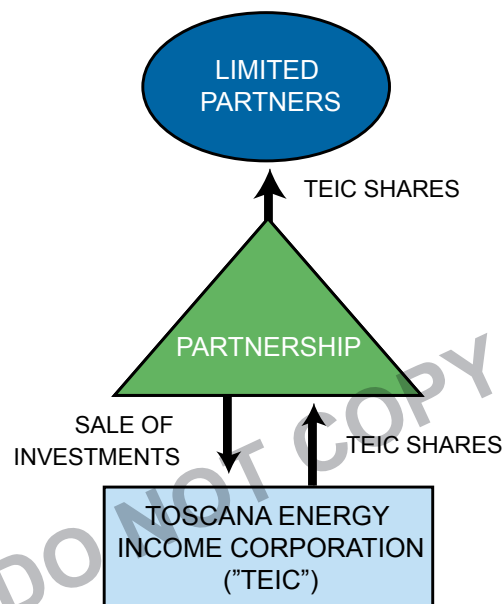 LIMITED
PARTNERS
TEIC SHARES
PARTNERSHIP
SALE OF
INVESTMENTS
TEIC SHARES
TOSCANA ENERGY
INCOME CORPORATION
(”TEIC”)
DO NOT COPY